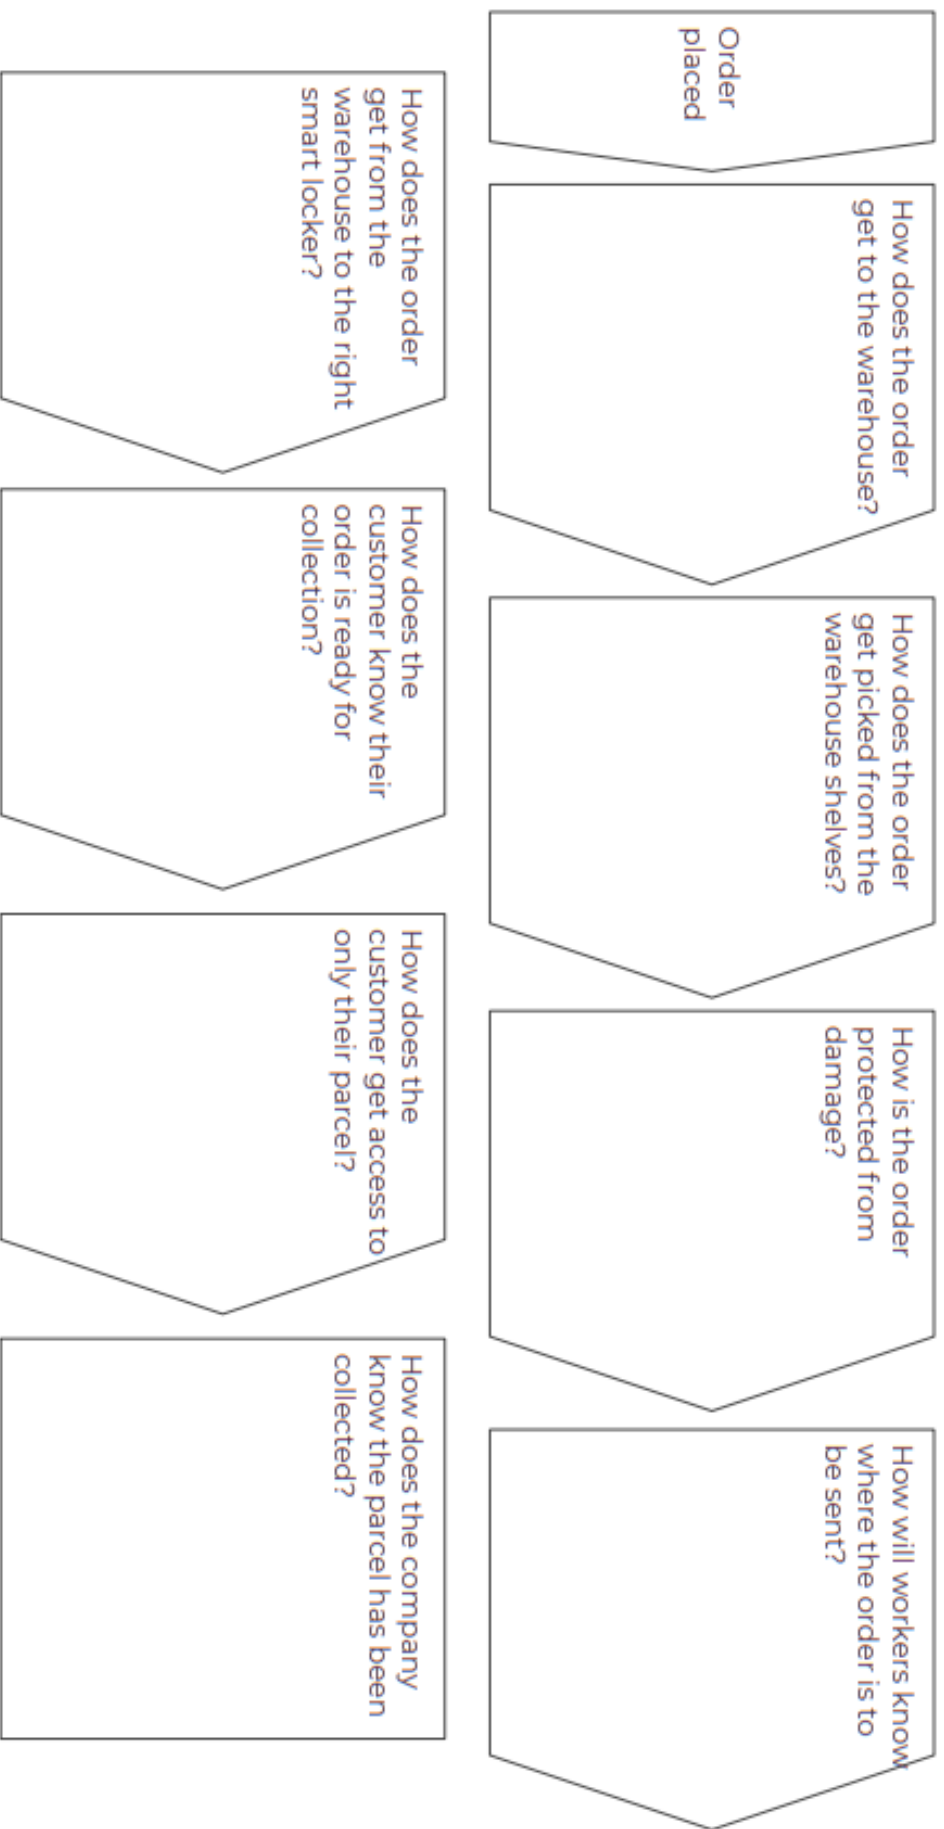 Order
placed
How does the order
get to the warehouse?
How does the order
get picked from the
warehouse shelves?
How is the order
protected from
damage?
How will workers know
where the order is to
be sent?
How does the order
get from the
warehouse to the right
smart locker?
How does the
customer know their
order is ready for
collection?
How does the
customer get access to
only their parcel?
How does the company
know the parcel has been
collected?